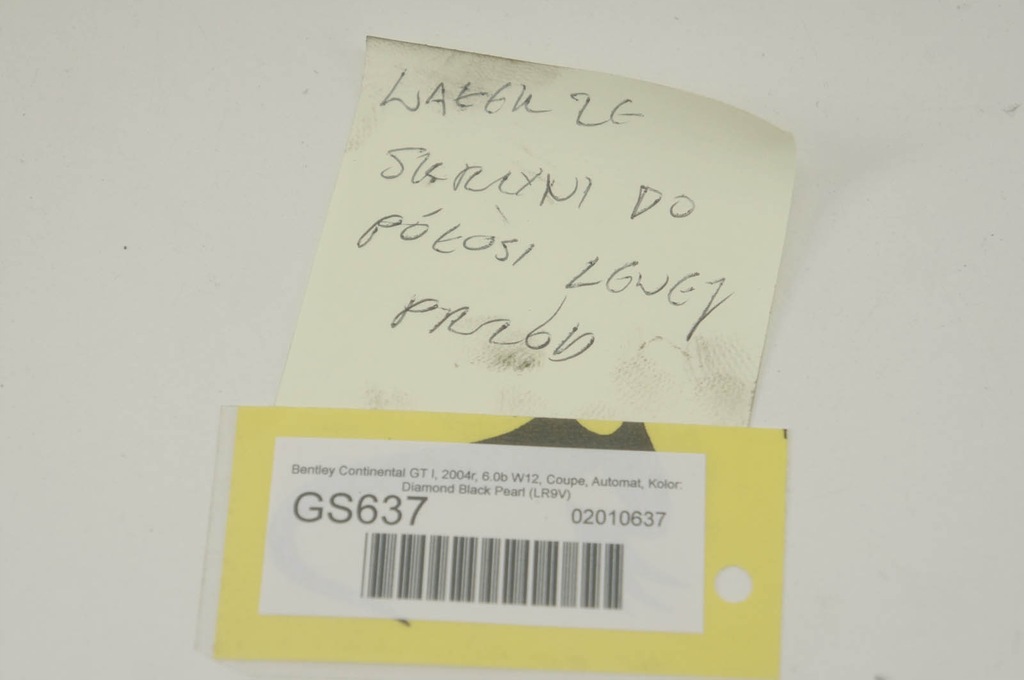 WAŁEK ZE
SKRZYNI DO
PÓŁOSI LEWEJ
PRZÓD
Bentley Continental GT I, 2004r, 6.0b W12, Coupe, Automat, Kolor:
Diamond Black Pearl (LR9V)
GS637 02010637